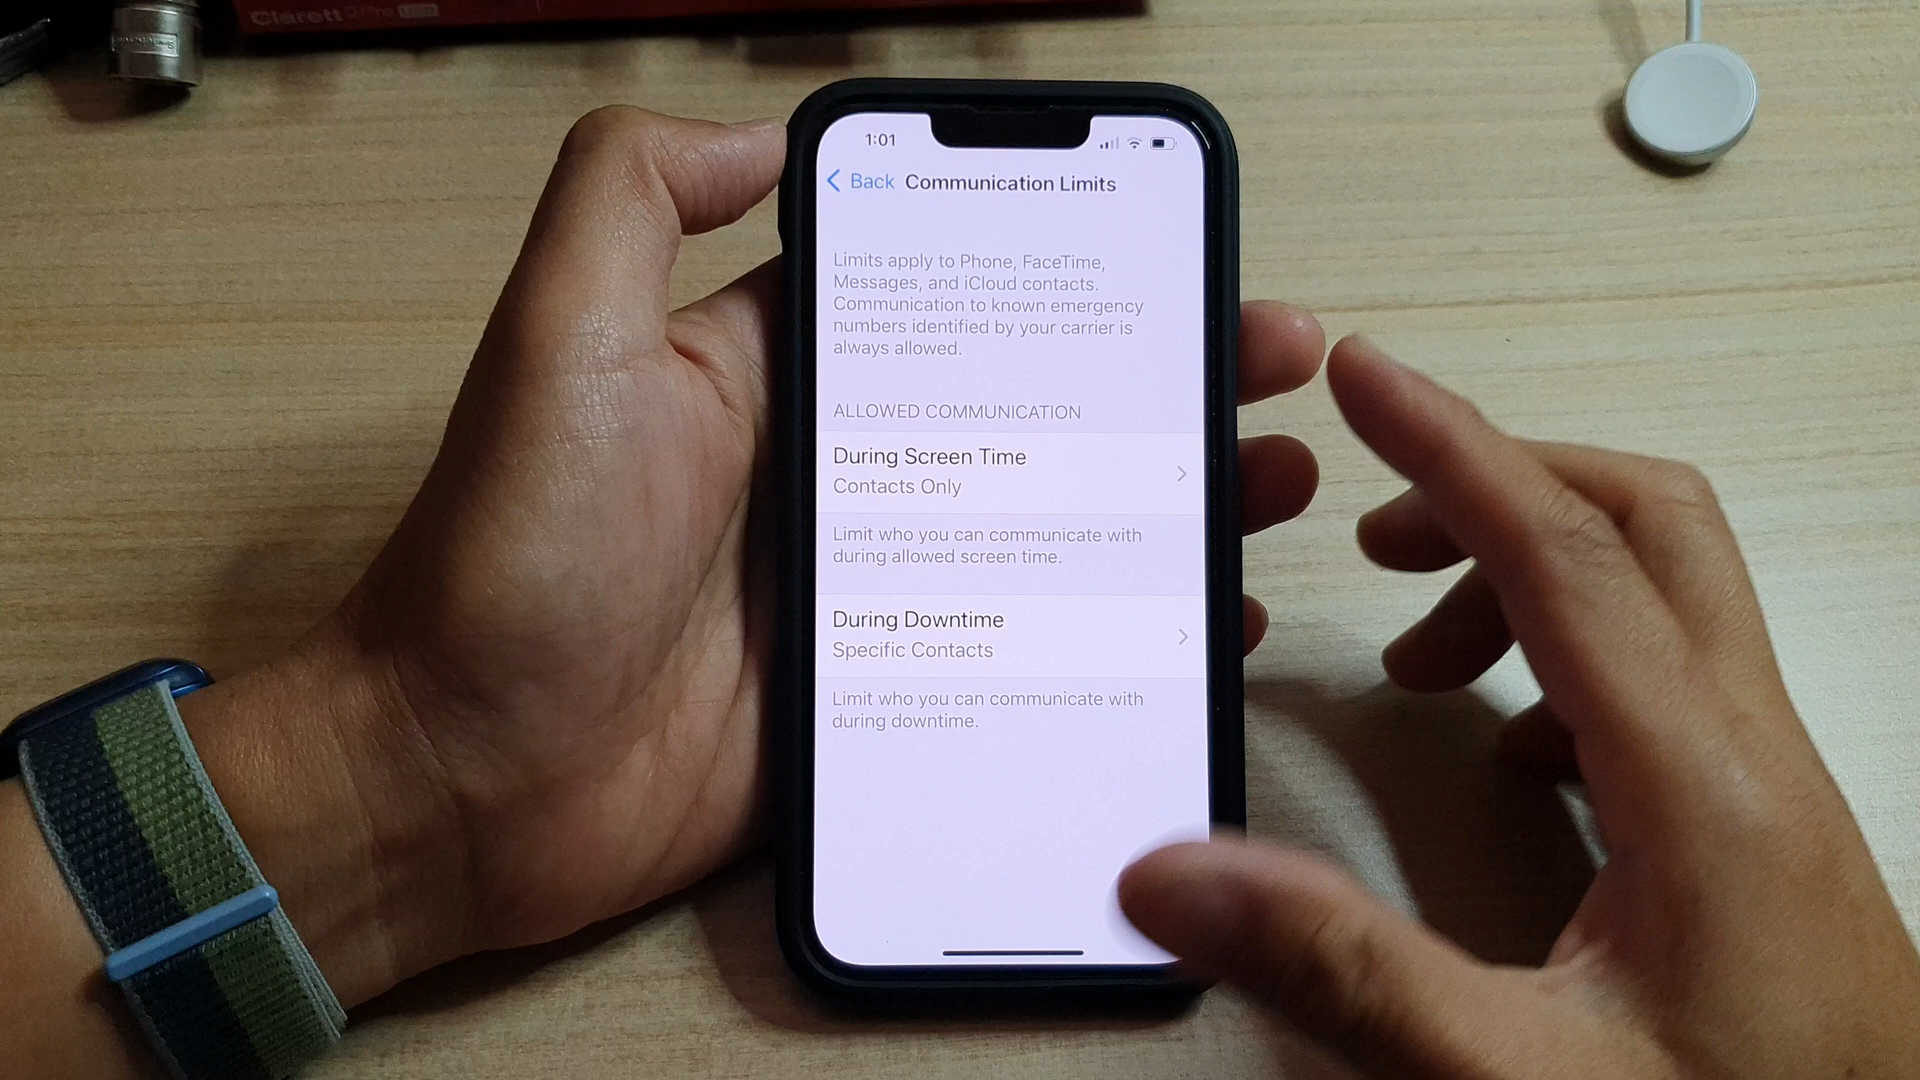 Clarett
1:01
Back Communication Limits
Limits apply to Phone, FaceTime,
Messages, and iCloud contacts.
Communication to known emergency
numbers identified by your carrier is
always allowed.
ALLOWED COMMUNICATION
During Screen Time
Contacts Only
Limit who you can communicate with
during allowed screen time.
During Downtime
Specific Contacts
Limit who you can communicate with
during downtime.